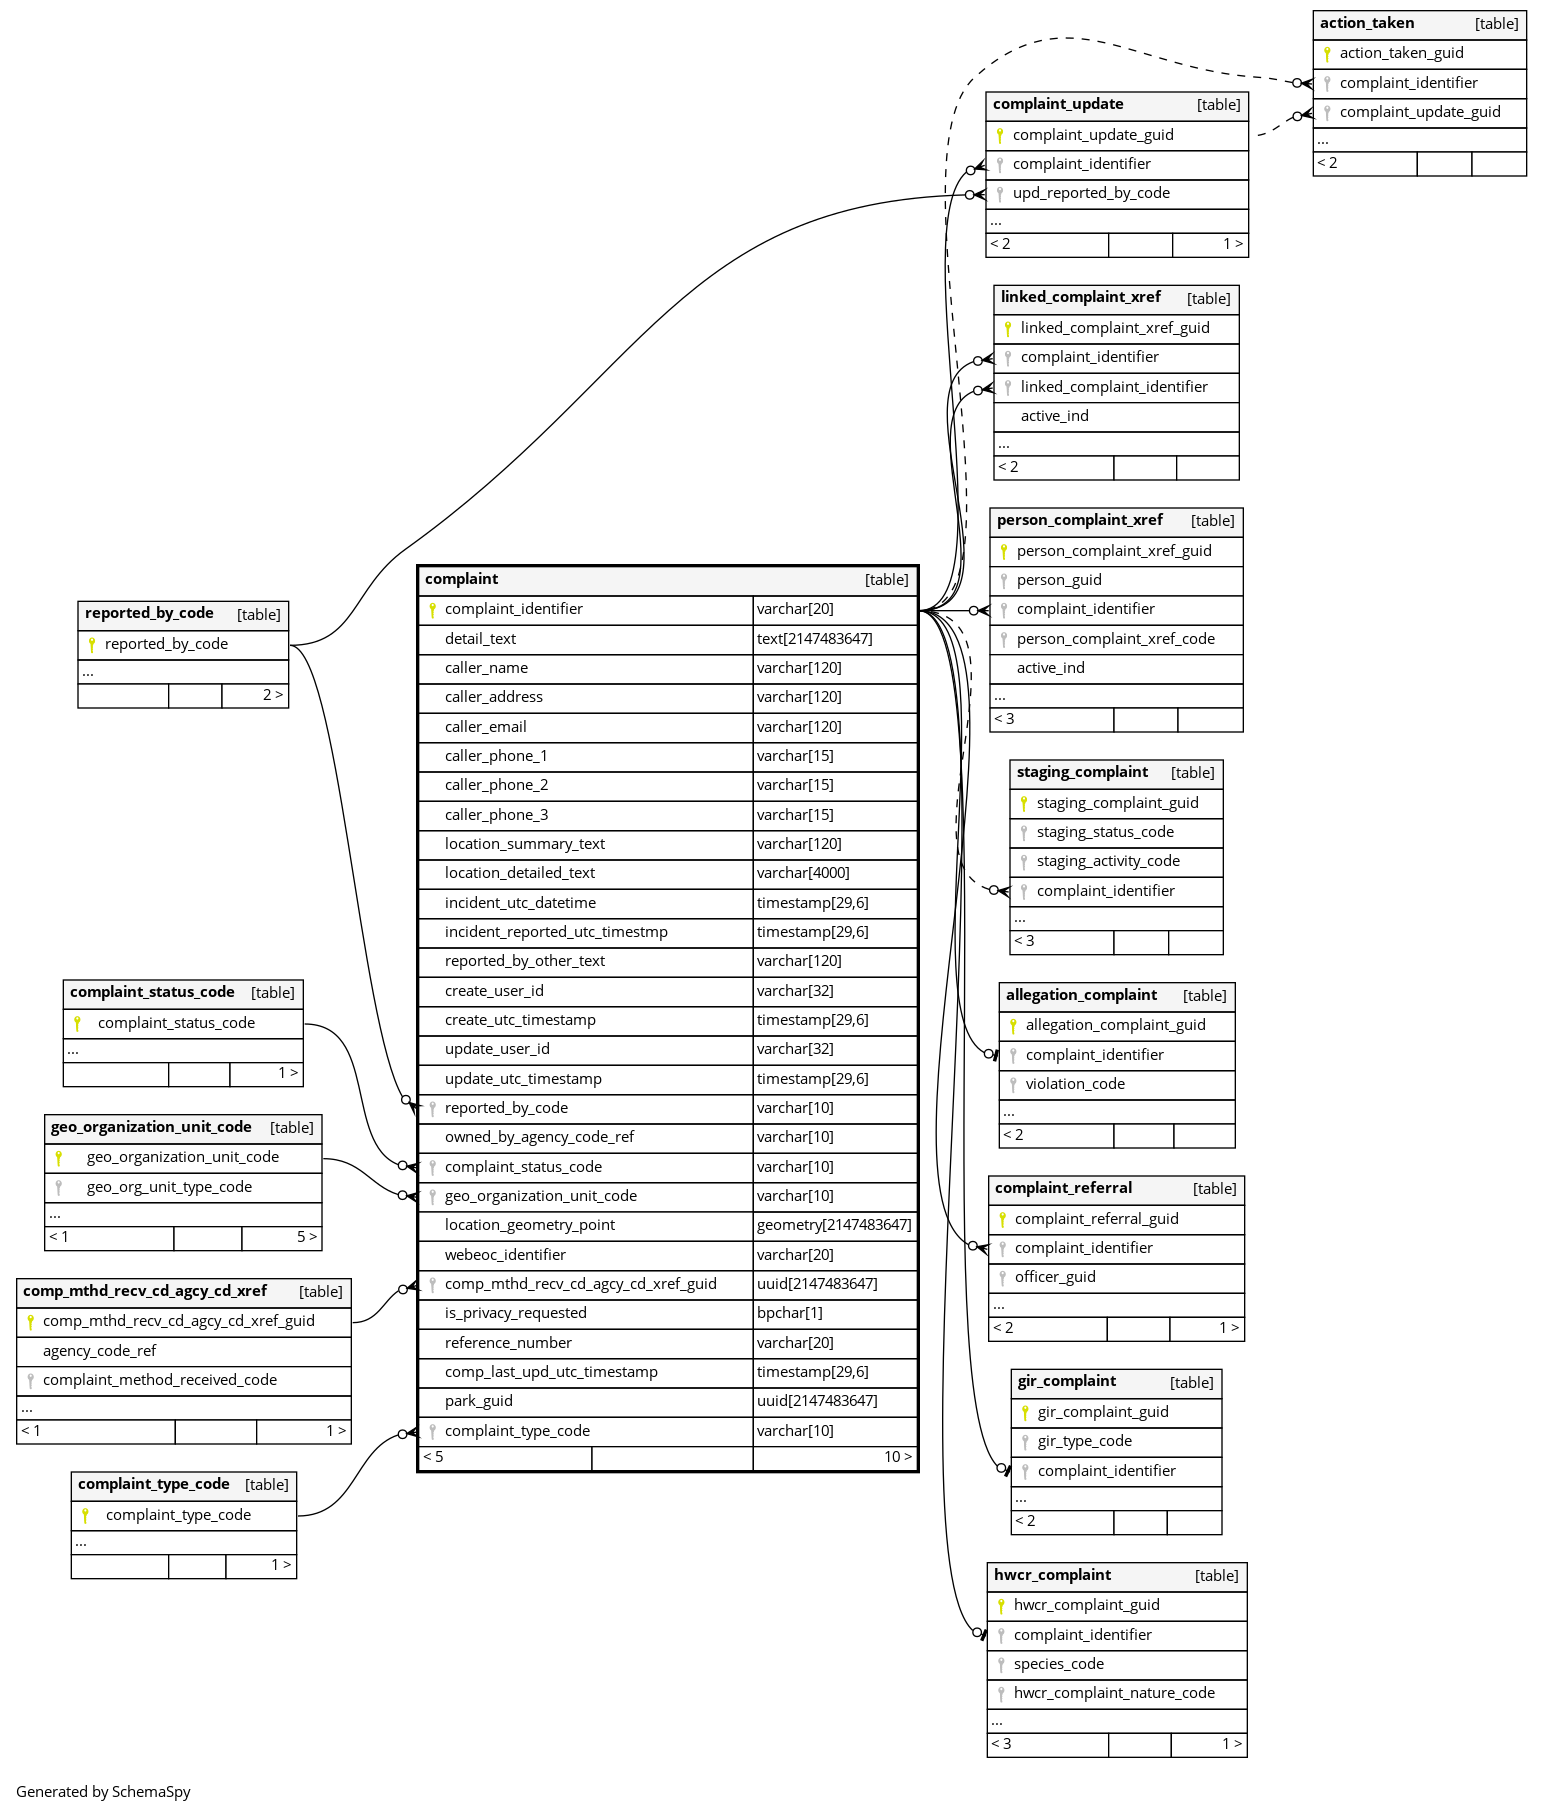 action_taken [table]
action_taken_guid
complaint_identifier
complaint_update_guid
...
< 2
complaint_update [table]
complaint_update_guid
complaint_identifier
upd_reported_by_code
...
< 2 1 >
linked_complaint_xref [table]
linked_complaint_xref_guid
complaint_identifier
linked_complaint_identifier
active_ind
...
< 2
person_complaint_xref [table]
person_complaint_xref_guid
person_guid
complaint_identifier
person_complaint_xref_code
active_ind
...
< 3
reported_by_code [table]
reported_by_code
...
2 >
complaint_status_code [table]
complaint_status_code
...
1 >
geo_organization_unit_code [table]
geo_organization_unit_code
geo_org_unit_type_code
...
< 1 5 >
comp_mthd_recv_cd_agcy_cd_xref [table]
comp_mthd_recv_cd_agcy_cd_xref_guid
agency_code_ref
complaint_method_received_code
...
< 1 1 >
complaint_type_code [table]
complaint_type_code
...
1 >
complaint [table]
complaint_identifier varchar[20]
detail_text text[2147483647]
caller_name varchar[120]
caller_address varchar[120]
caller_email varchar[120]
caller_phone_1 varchar[15]
caller_phone_2 varchar[15]
caller_phone_3 varchar[15]
location_summary_text varchar[120]
location_detailed_text varchar[4000]
incident_utc_datetime timestamp[29,6]
incident_reported_utc_timestmp timestamp[29,6]
reported_by_other_text varchar[120]
create_user_id varchar[32]
create_utc_timestamp timestamp[29,6]
update_user_id varchar[32]
update_utc_timestamp timestamp[29,6]
reported_by_code varchar[10]
owned_by_agency_code_ref varchar[10]
complaint_status_code varchar[10]
geo_organization_unit_code varchar[10]
location_geometry_point geometry[2147483647]
webeoc_identifier varchar[20]
comp_mthd_recv_cd_agcy_cd_xref_guid uuid[2147483647]
is_privacy_requested bpchar[1]
reference_number varchar[20]
comp_last_upd_utc_timestamp timestamp[29,6]
park_guid uuid[2147483647]
complaint_type_code varchar[10]
< 5 10 >
staging_complaint [table]
staging_complaint_guid
staging_status_code
staging_activity_code
complaint_identifier
...
< 3
allegation_complaint [table]
allegation_complaint_guid
complaint_identifier
violation_code
...
< 2
complaint_referral [table]
complaint_referral_guid
complaint_identifier
officer_guid
...
< 2 1 >
gir_complaint [table]
gir_complaint_guid
gir_type_code
complaint_identifier
...
< 2
hwcr_complaint [table]
hwcr_complaint_guid
complaint_identifier
species_code
hwcr_complaint_nature_code
...
< 3 1 >
Generated by SchemaSpy